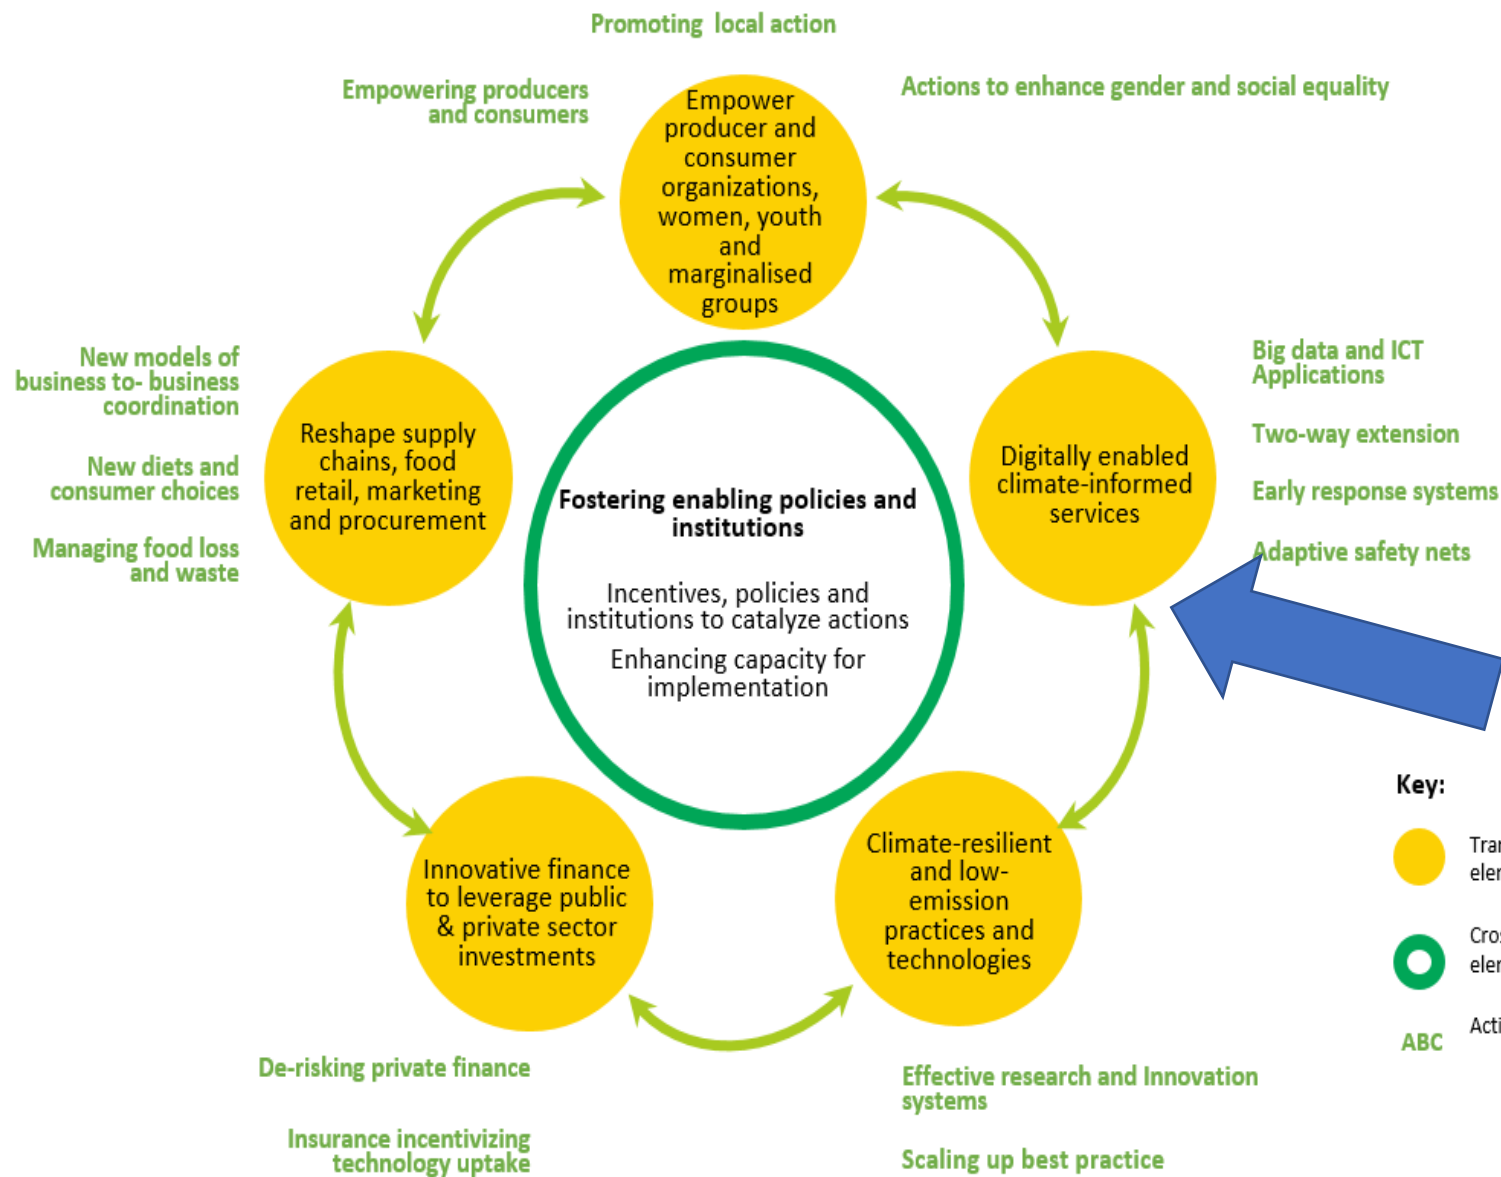 Promoting local action
Empowering producers
and consumers
Actions to enhance gender and social equality
Empower
producer and
consumer
organizations,
women, youth
and
marginalised
groups
New models of
business to- business
coordination
New diets and
consumer choices
Managing food loss
and waste
Reshape supply
chains, food
retail, marketing
and procurement
Fostering enabling policies and
institutions
Incentives, policies and
institutions to catalyze actions
Enhancing capacity for
implementation
Digitally enabled
climate-informed
services
Big data and ICT
Applications
Two-way extension
Early response systems
Adaptive safety nets
Innovative finance
to leverage public
& private sector
investments
Climate-resilient
and low-
emission
practices and
technologies
De-risking private finance
Insurance incentivizing
technology uptake
Effective research and Innovation
systems
Scaling up best practice
Key:
ABC